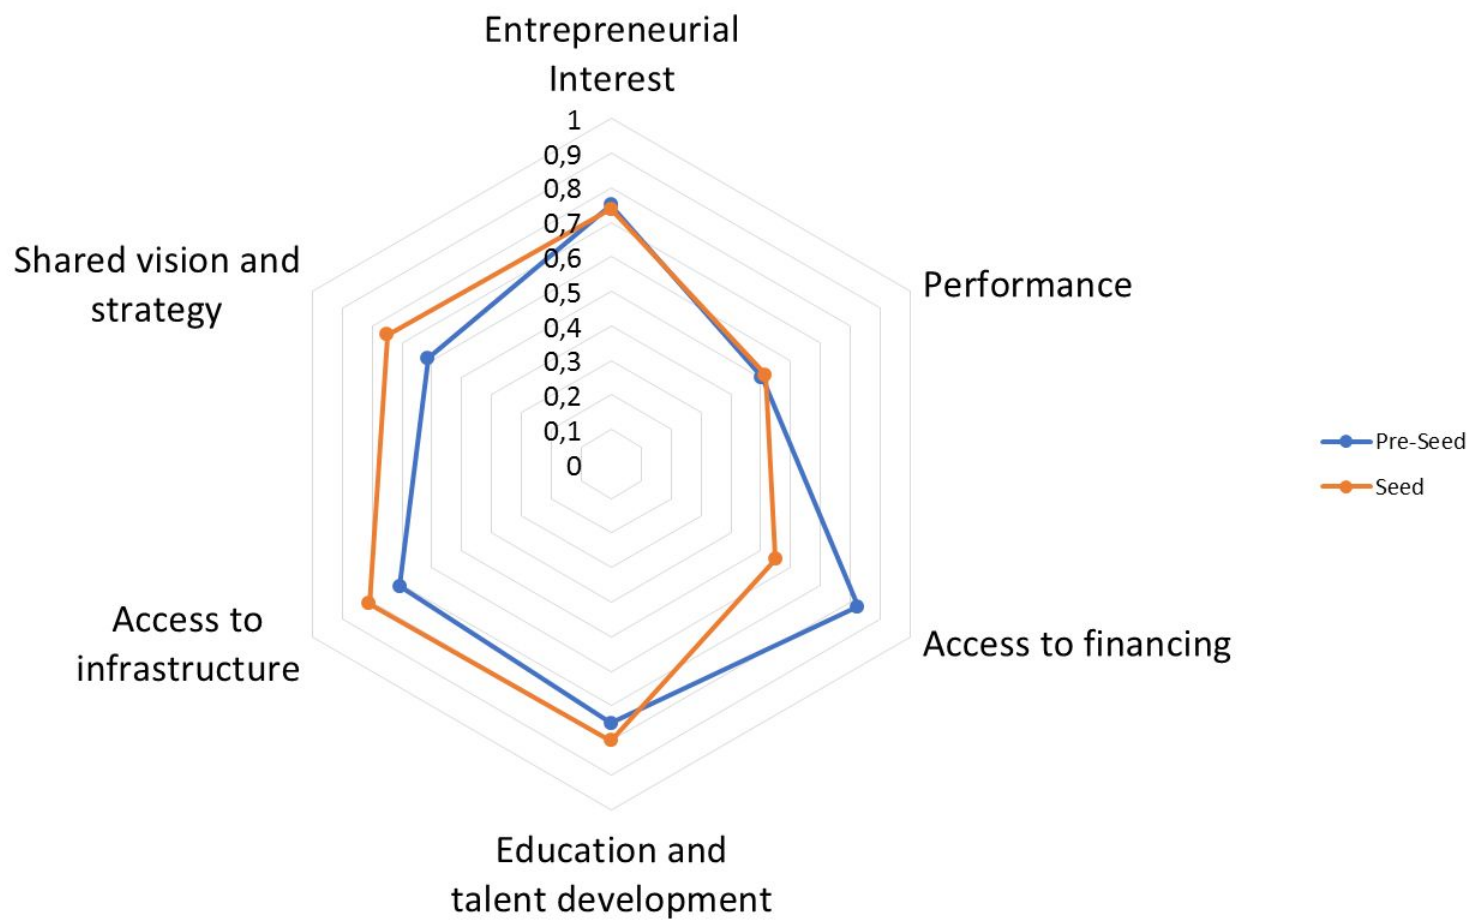 Entrepreneurial
Interest
1
0,9
0,8
0,7
0,6
0,5
0,4
0,3
0,2
0,1
0
Shared vision and
strategy
Performance
Pre-Seed
Seed
Access to
infrastructure
Access to financing
Education and
talent development